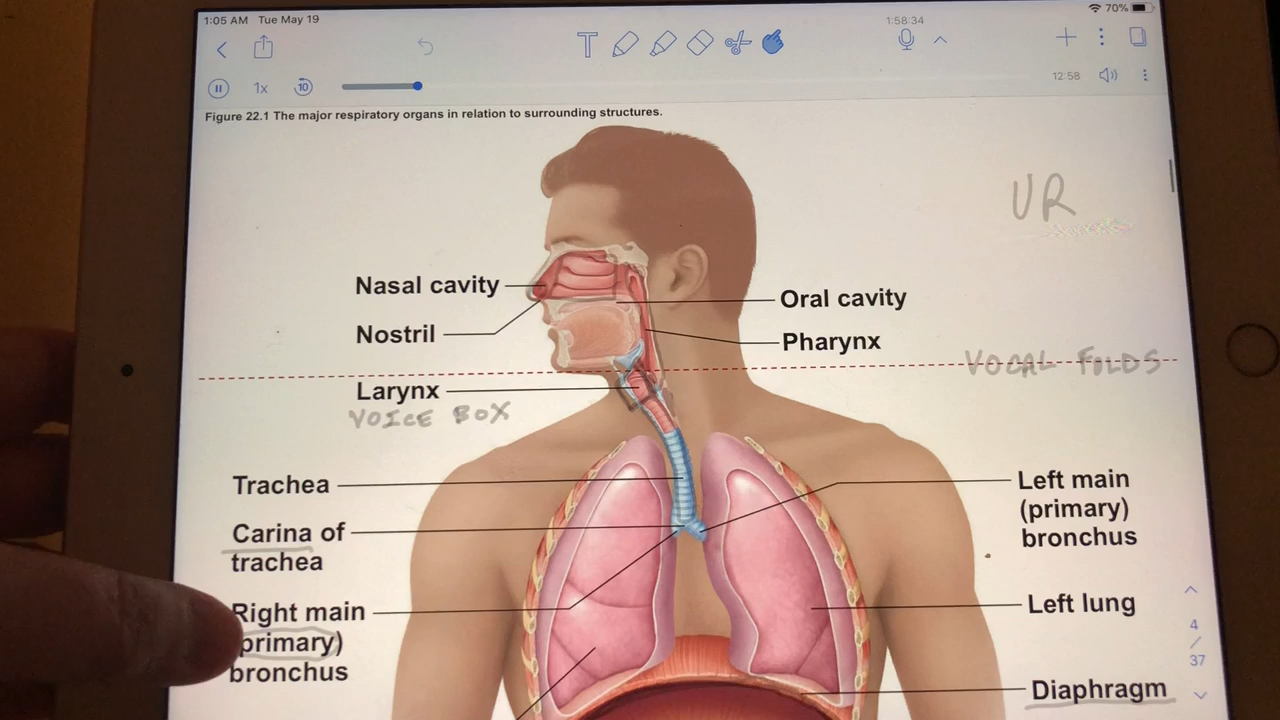 1:05 AM Tue May 19
1:58:34
70%
1x
10
12:58
Figure 22.1 The major respiratory organs in relation to surrounding structures.
UR
Nasal cavity
Oral cavity
Nostril
Pharynx
VOCAL FOLDS
Larynx
VOICE BOX
Trachea
Left main
(primary)
bronchus
Carina of
trachea
Right main
primary)
bronchus
Left lung
4
/
37
Diaphragm